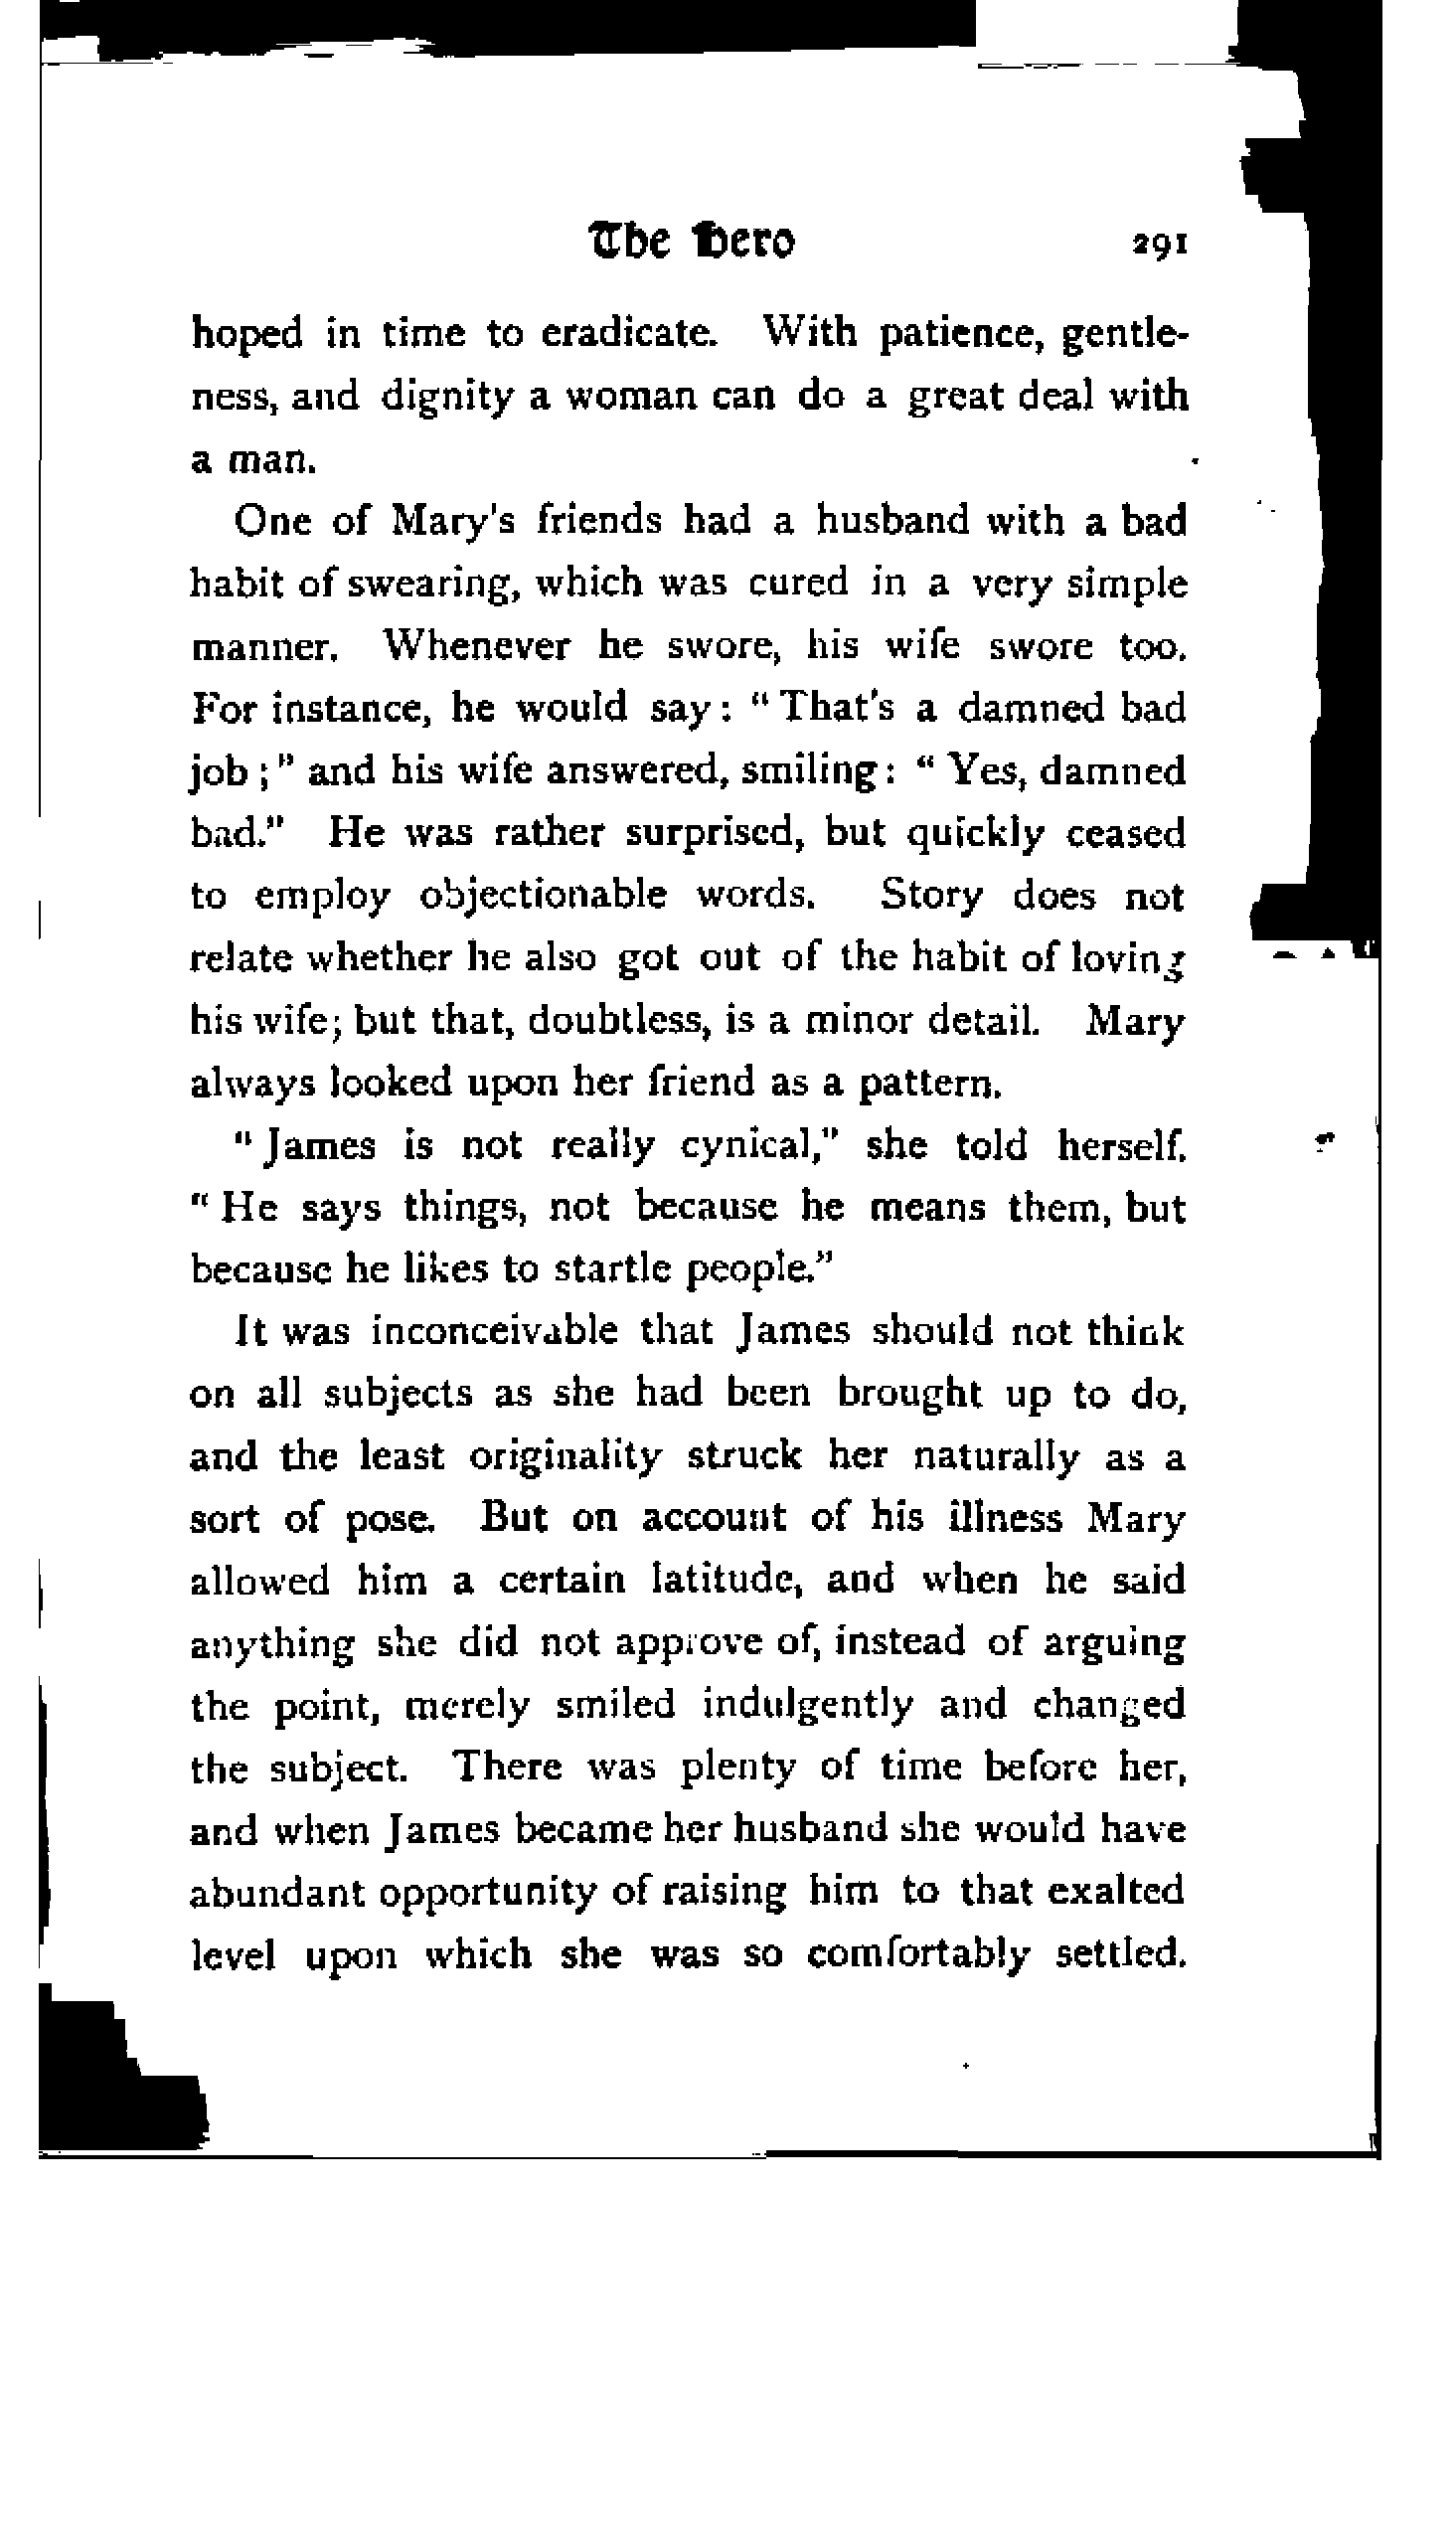 The Hero 291
hoped in time to eradicate. With patience, gentle-
ness, and dignity a woman can do a great deal with
a man.
One of Mary's friends had a husband with a bad
habit of swearing, which was cured in a very simple
manner. Whenever he swore, his wife swore too.
For instance, he would say: "That's a damned bad
job;" and his wife answered, smiling: "Yes, damned
bad." He was rather surprised, but quickly ceased
to employ objectionable words. Story does not
relate whether he also got out of the habit of loving
his wife; but that, doubtless, is a minor detail. Mary
always looked upon her friend as a pattern.
"James is not really cynical," she told herself.
"He says things, not because he means them, but
because he likes to startle people."
It was inconceivable that James should not think
on all subjects as she had been brought up to do,
and the least originality struck her naturally as a
sort of pose. But on account of his illness Mary
allowed him a certain latitude, and when he said
anything she did not approve of, instead of arguing
the point, merely smiled indulgently and changed
the subject. There was plenty of time before her,
and when James became her husband she would have
abundant opportunity of raising him to that exalted
level upon which she was so comfortably settled.